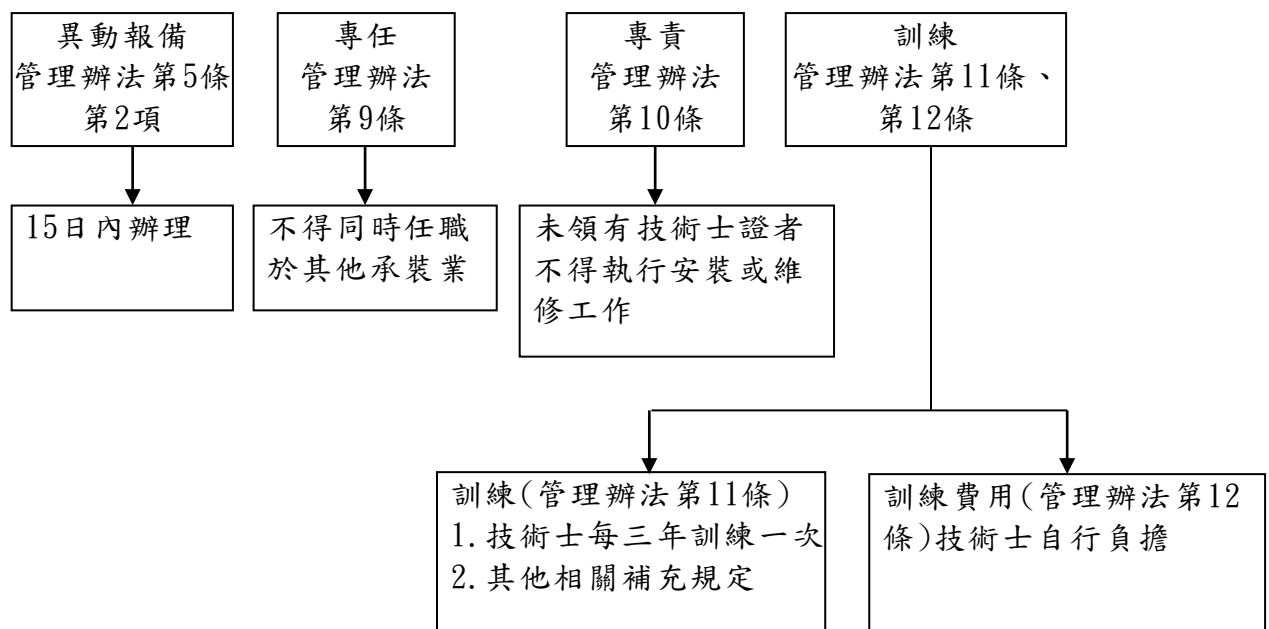 異動報備
管理辦法第5條
第2項
專任
管理辦法
第9條
專責
管理辦法
第10條
訓練
管理辦法第11條、
第12條
15日內辦理
不得同時任職
於其他承裝業
未領有技術士證者
不得執行安裝或維
修工作
訓練(管理辦法第11條)
1.技術士每三年訓練一次
2.其他相關補充規定
訓練費用(管理辦法第12
條)技術士自行負擔